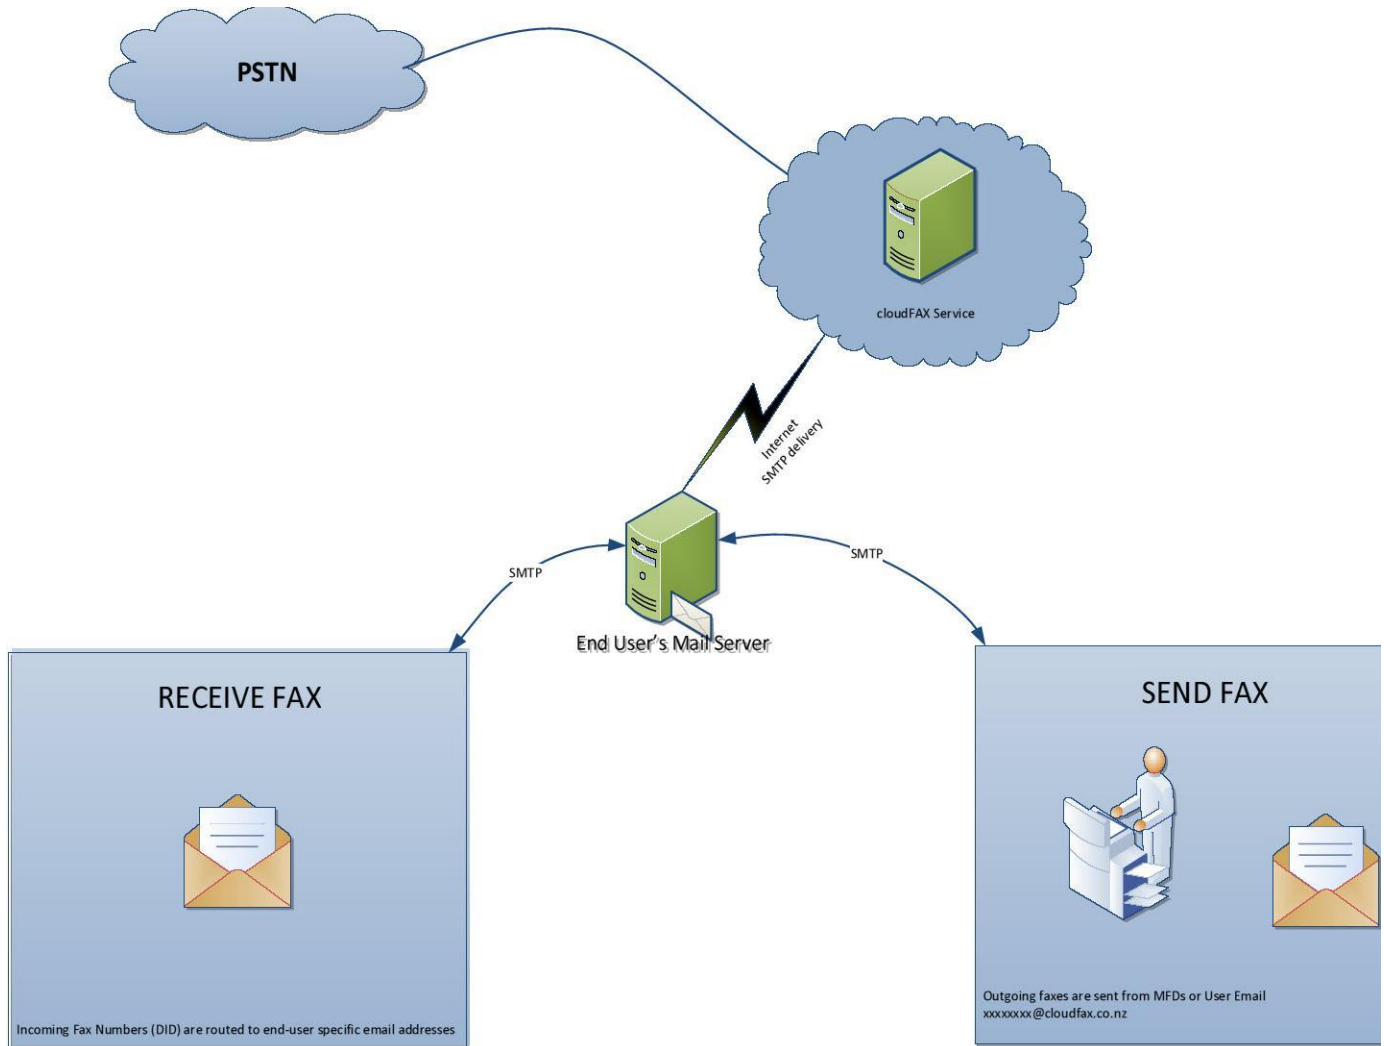 PSTN
cloudFAX Service
Internet
SMTP delivery
SMTP
SMTP
End User's Mail Server
RECEIVE FAX
SEND FAX
Incoming Fax Numbers (DID) are routed to end-user specific email addresses
Outgoing faxes are sent from MFDs or User Email
xxxxxxxx@cloudfax.co.nz